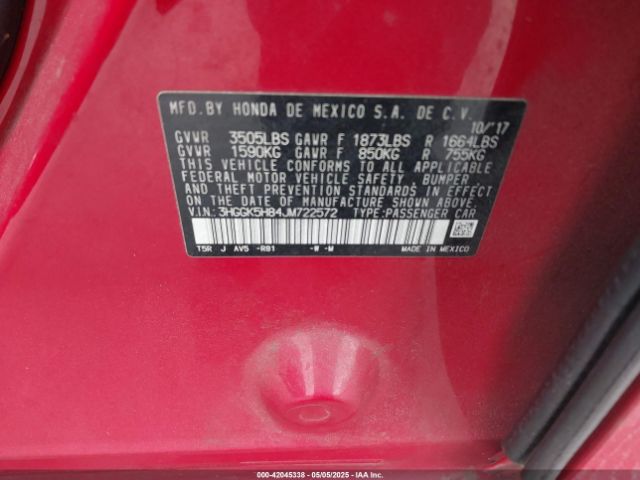 MFD. BY HONDA DE MEXICO S.A. DE C.V.
10/'17
GVWR 3505LBS GAWR F 1873LBS R 1664LBS
GVWR 1590KG GAWR F 850KG R 755KG
THIS VEHICLE CONFORMS TO ALL APPLICABLE
FEDERAL MOTOR VEHICLE SAFETY, BUMPER,
AND THEFT PREVENTION STANDARDS IN EFFECT
ON THE DATE OF MANUFACTURE SHOWN ABOVE.
V.I.N: 3HGGK5H84JM722572 TYPE:PASSENGER CAR
T5R J AV5 -R81 -W -M MADE IN MEXICO
000-42045338 - 05/05/2025 - IAA Inc.